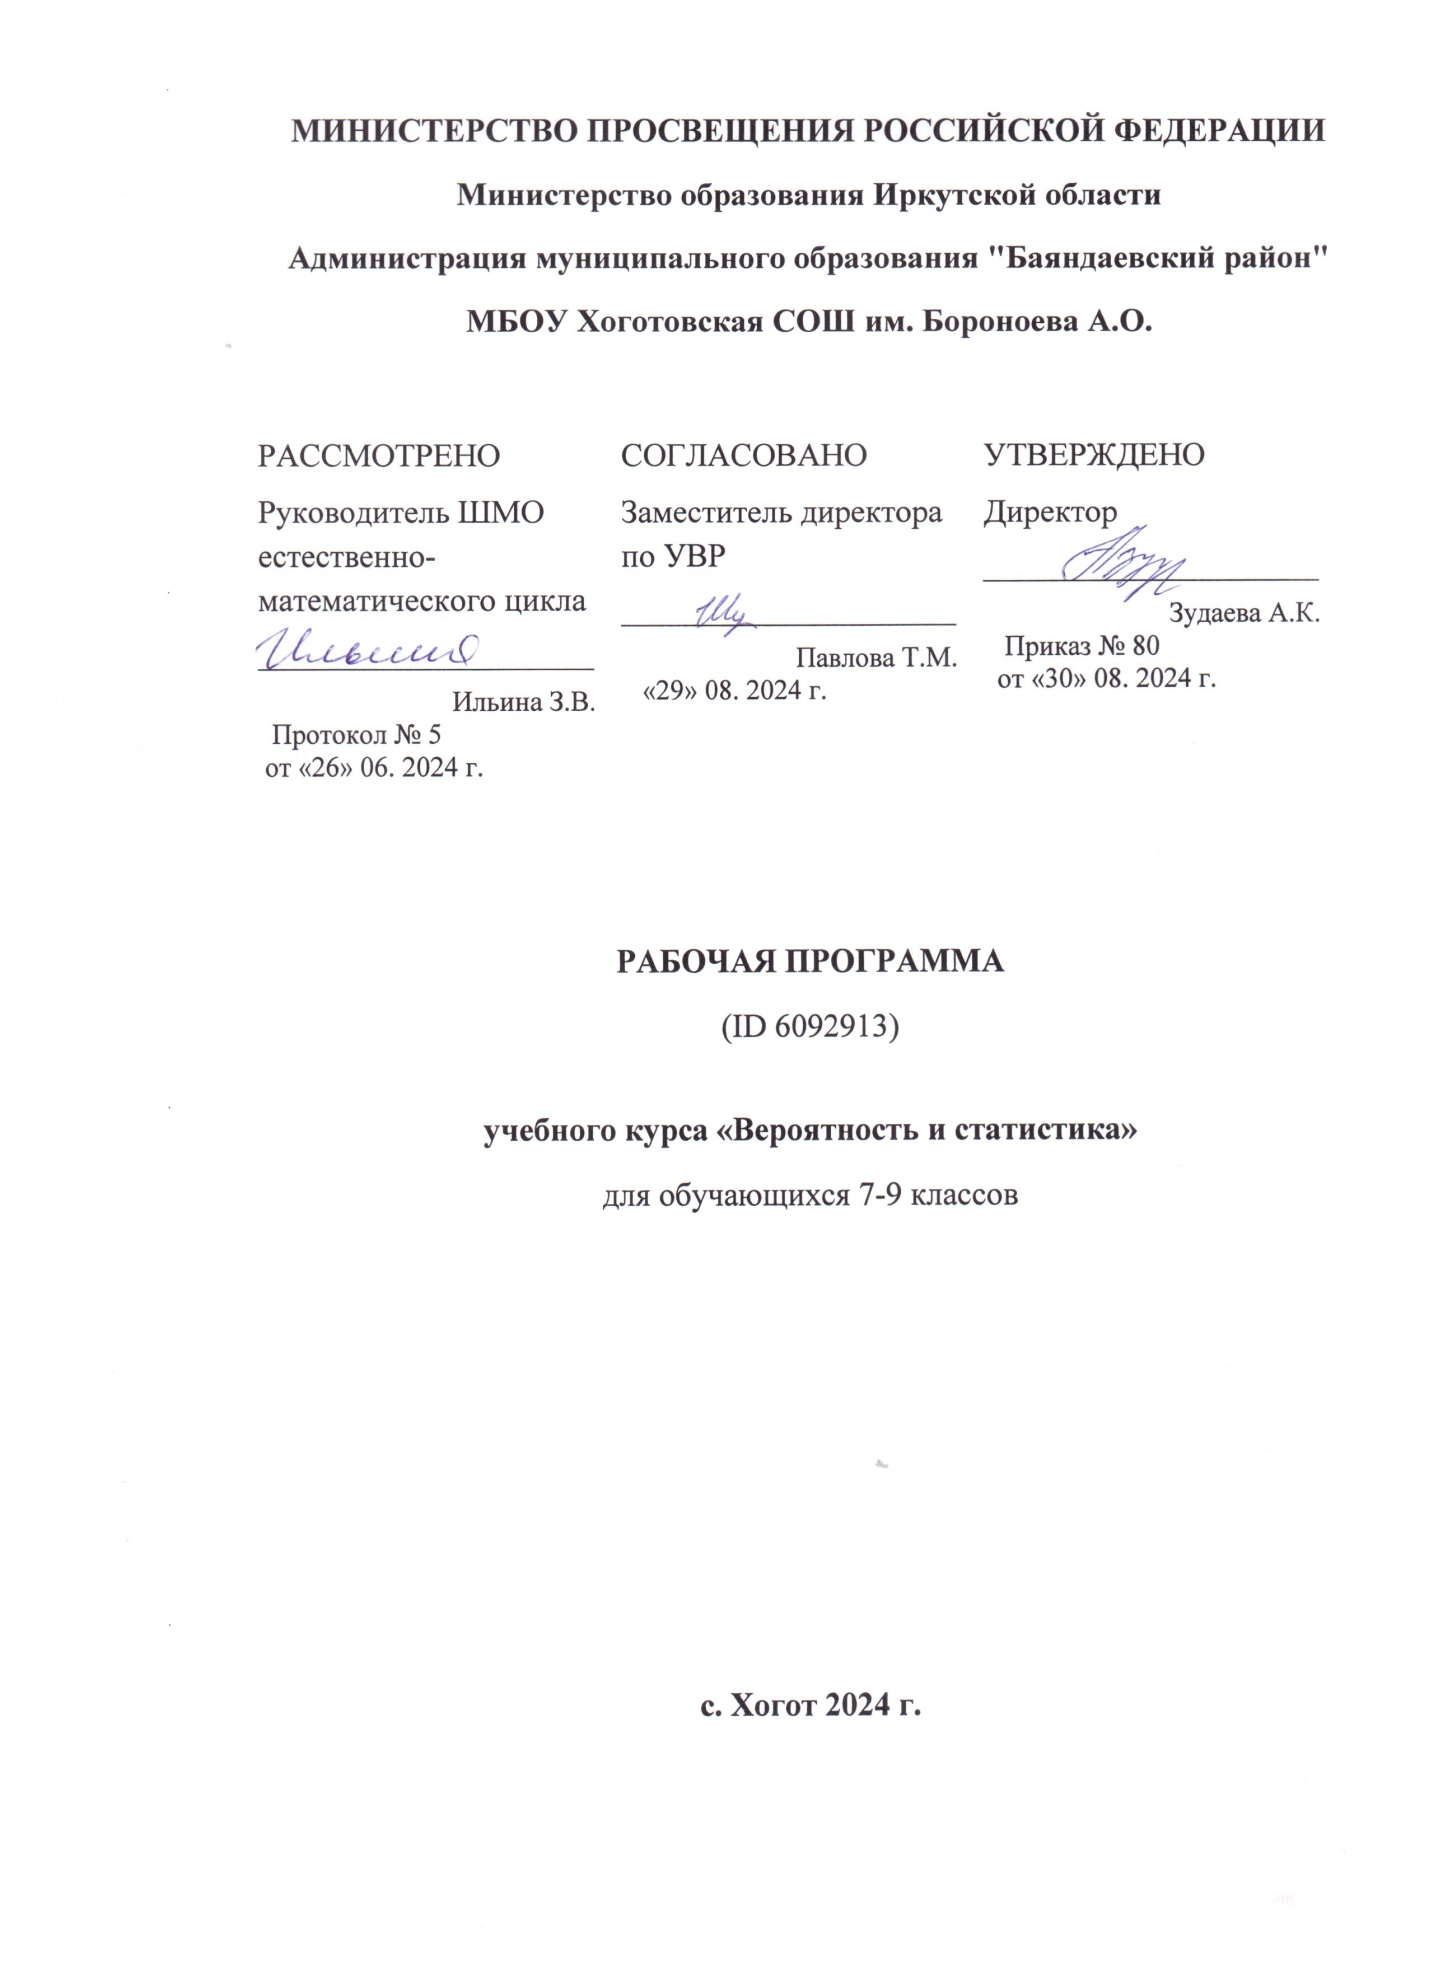 МИНИСТЕРСТВО ПРОСВЕЩЕНИЯ РОССИЙСКОЙ ФЕДЕРАЦИИ
Министерство образования Иркутской области
Администрация муниципального образования "Баяндаевский район"
МБОУ Хоготовская СОШ им. Бороноева А.О.
РАССМОТРЕНО
Руководитель ШМО
естественно-
математического цикла
Ильина
Ильина З.В.
Протокол № 5
от «26» 06. 2024 г.
СОГЛАСОВАНО
Заместитель директора
по УВР
Павлова Т.М.
«29» 08. 2024 г.
УТВЕРЖДЕНО
Директор
Зудаева А.К.
Приказ № 80
от «30» 08. 2024 г.
РАБОЧАЯ ПРОГРАММА
(ID 6092913)
учебного курса «Вероятность и статистика»
для обучающихся 7-9 классов
с. Хогот 2024 г.